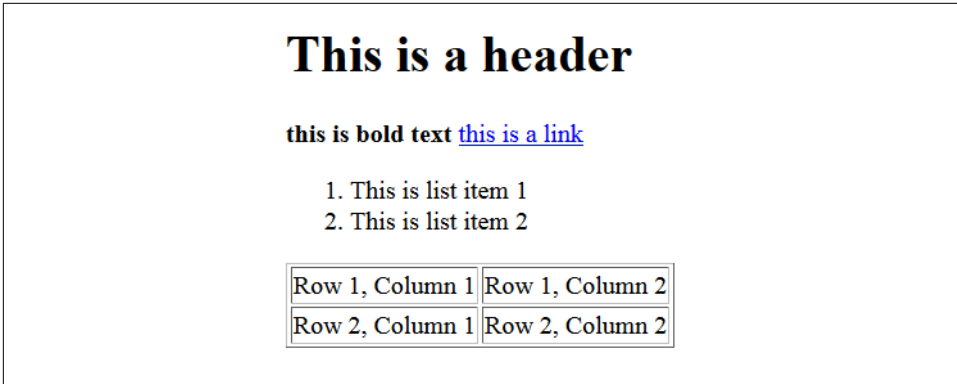 This is a header
this is bold text this is a link
1. This is list item 1
2. This is list item 2
Row 1, Column 1 Row 1, Column 2
Row 2, Column 1 Row 2, Column 2